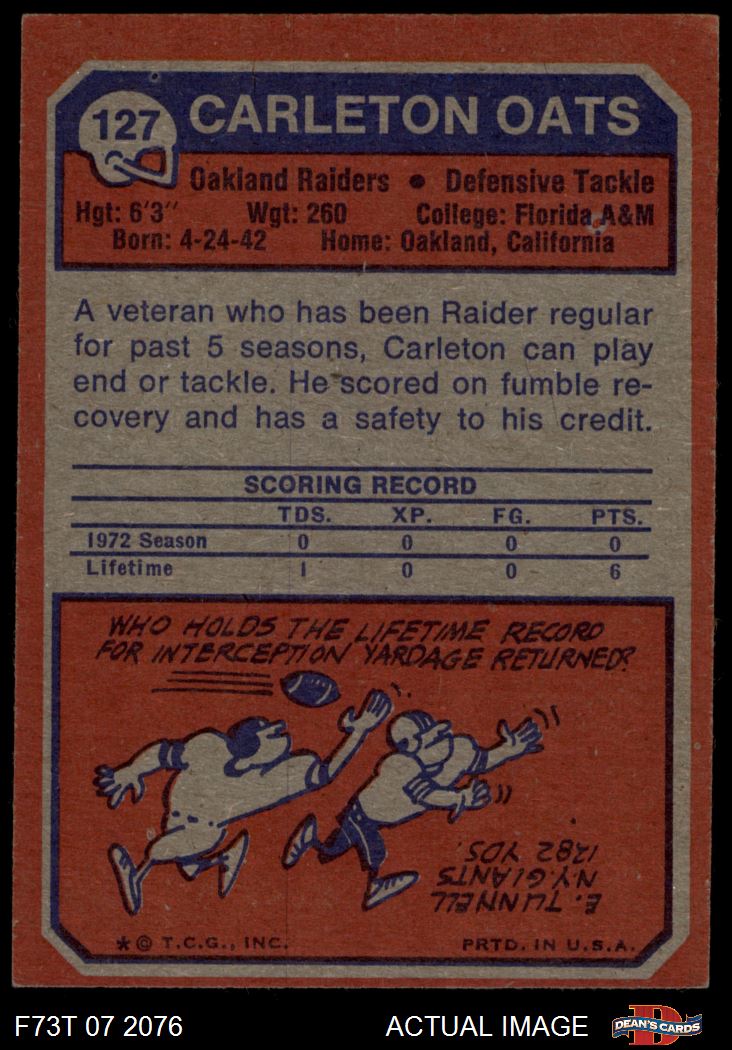 127
CARLETON OATS
Oakland Raiders • Defensive Tackle
Hgt: 6'3" Wgt: 260 College: Florida A&M
Born: 4-24-42 Home: Oakland, California
A veteran who has been Raider regular
for past 5 seasons, Carleton can play
end or tackle. He scored on fumble re-
covery and has a safety to his credit.
SCORING RECORD
TDS. XP. FG. PTS.
1972 Season 0 0 0 0
Lifetime 1 0 0 6
WHO HOLDS THE LIFETIME RECORD
FOR INTERCEPTION YARDAGE RETURNED?
E. TUNNELL
N.Y. GIANTS
1282 YDS.
* © T.C.G., INC. PRTD. IN U.S.A.
F73T 07 2076 ACTUAL IMAGE
D
DEAN'S CARDS